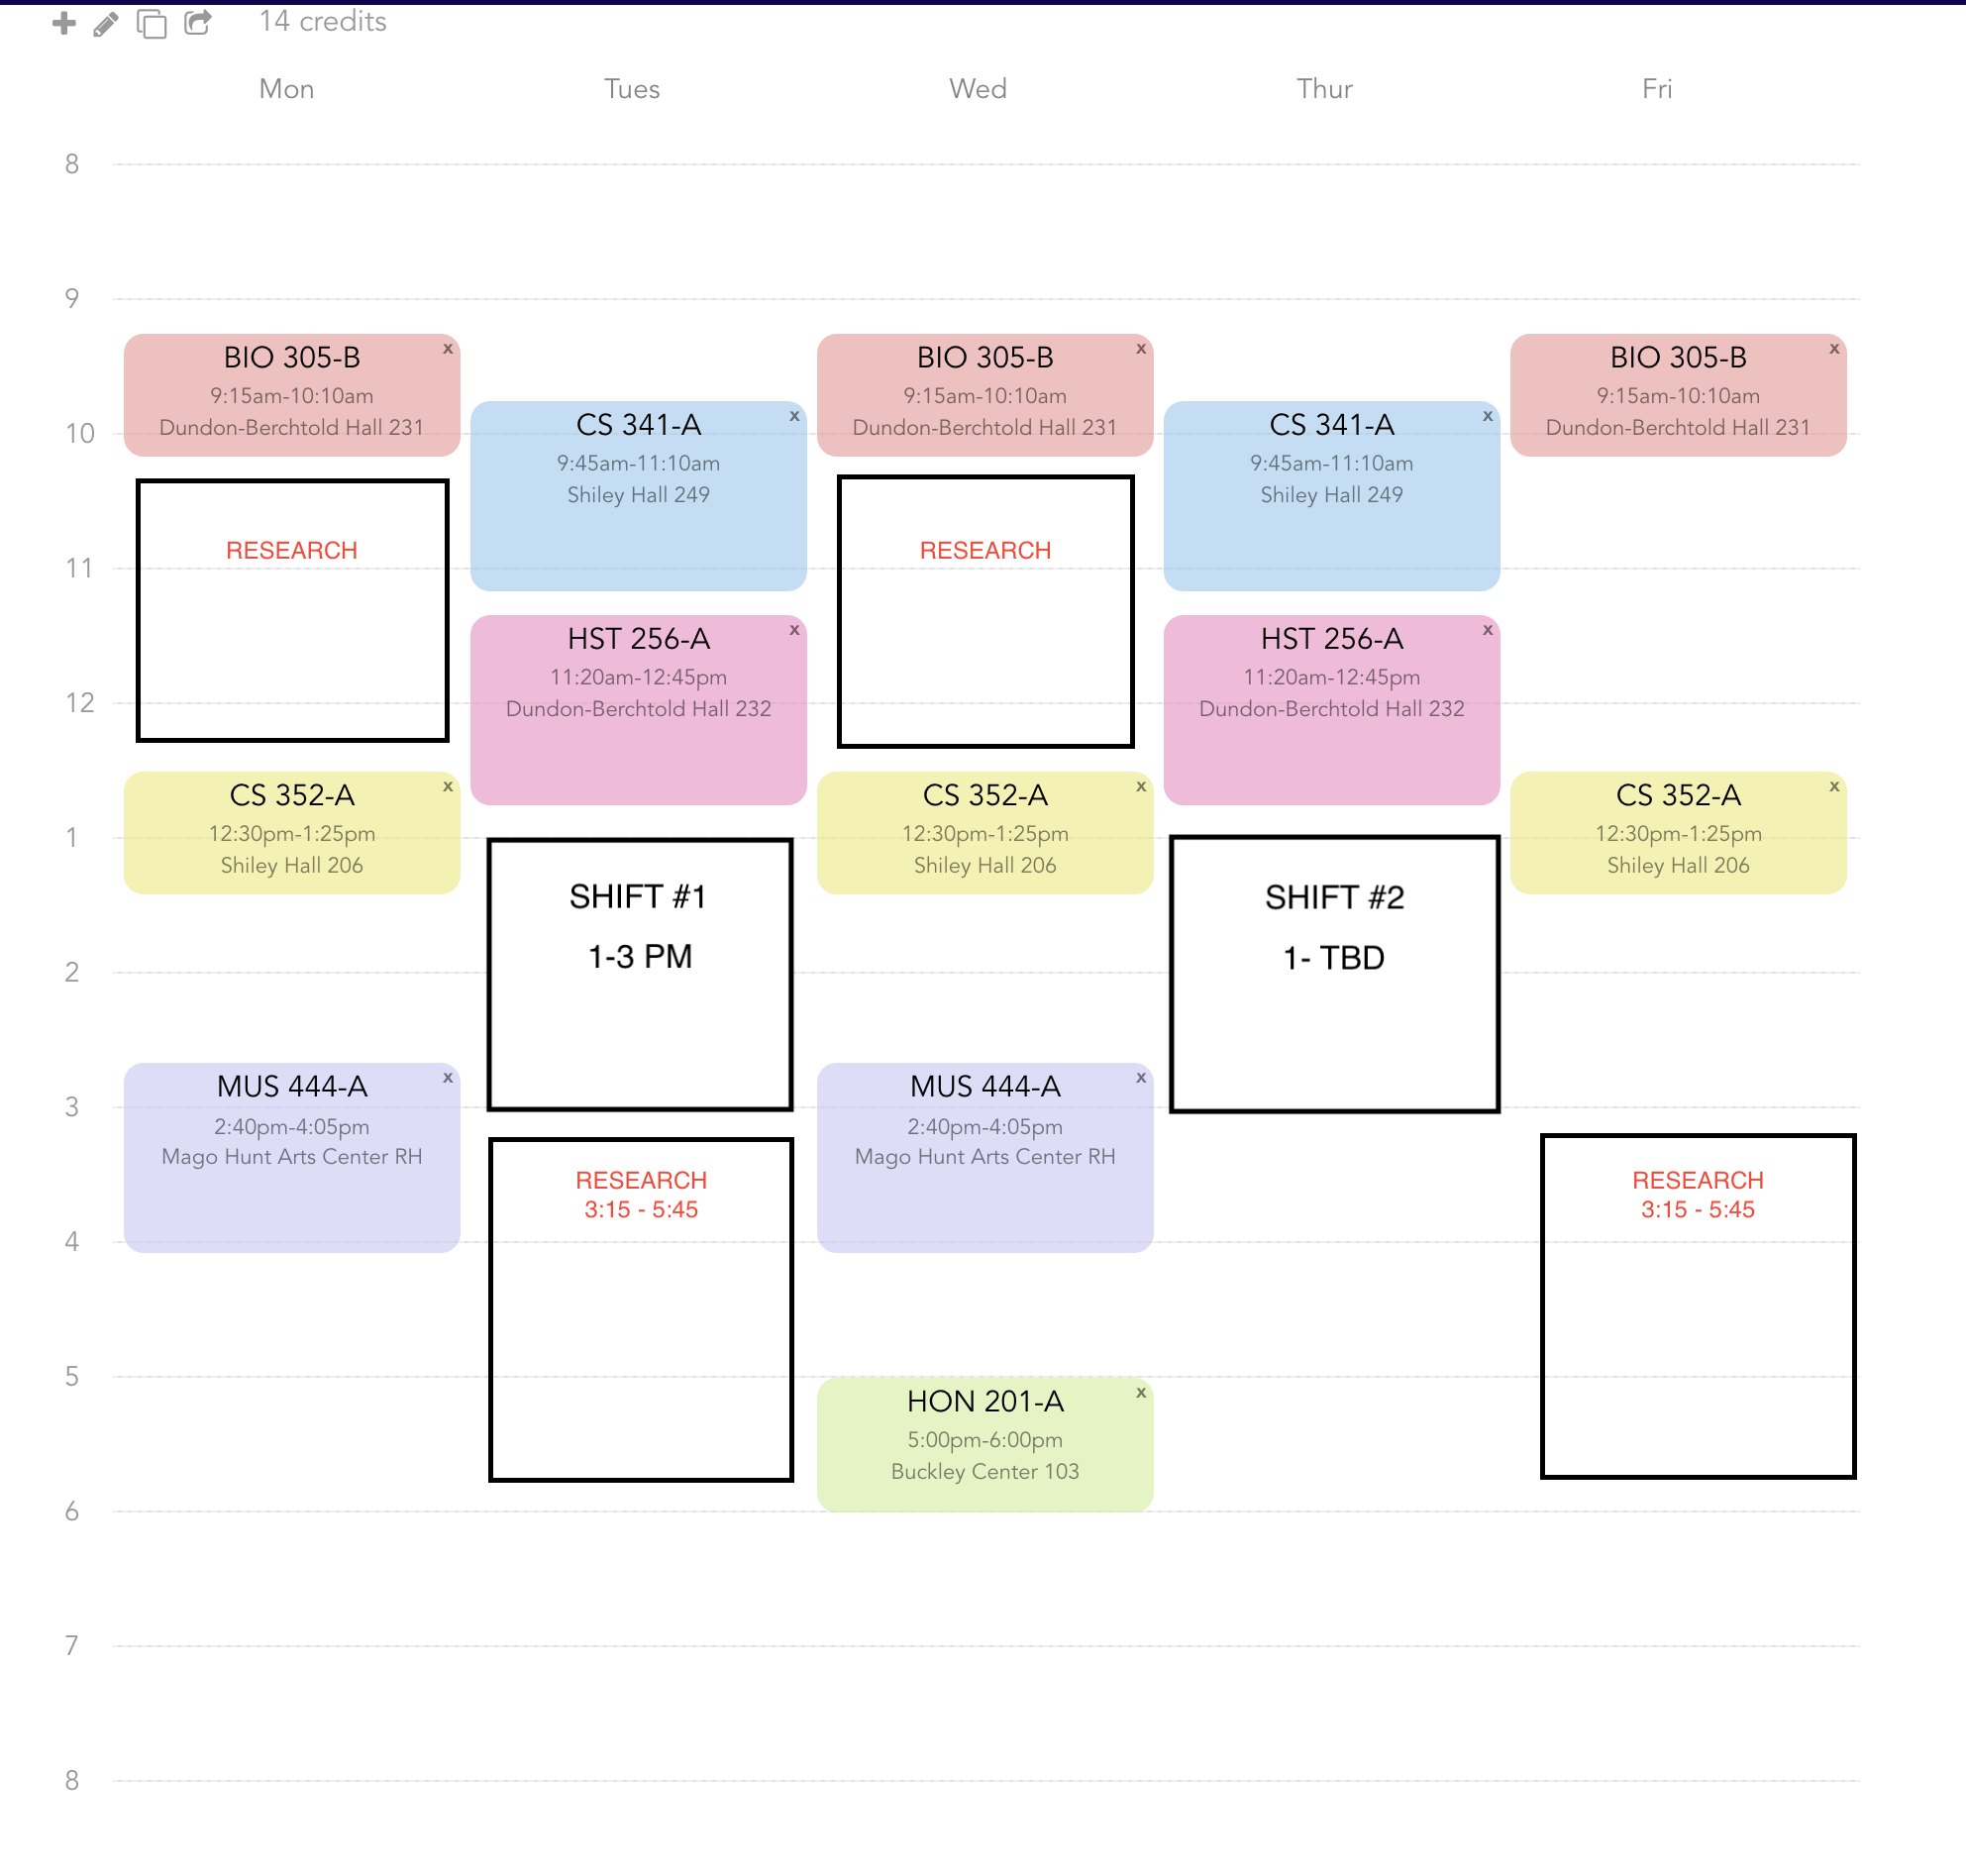 14 credits
Mon Tues Wed Thur Fri
8
9
10
11
12
1
2
3
4
5
6
7
8
BIO 305-B x
9:15am-10:10am
Dundon-Berchtold Hall 231
RESEARCH
CS 352-A x
12:30pm-1:25pm
Shiley Hall 206
MUS 444-A x
2:40pm-4:05pm
Mago Hunt Arts Center RH
CS 341-A x
9:45am-11:10am
Shiley Hall 249
HST 256-A x
11:20am-12:45pm
Dundon-Berchtold Hall 232
SHIFT #1
1-3 PM
RESEARCH
3:15 - 5:45
BIO 305-B x
9:15am-10:10am
Dundon-Berchtold Hall 231
RESEARCH
CS 352-A x
12:30pm-1:25pm
Shiley Hall 206
MUS 444-A x
2:40pm-4:05pm
Mago Hunt Arts Center RH
HON 201-A x
5:00pm-6:00pm
Buckley Center 103
CS 341-A x
9:45am-11:10am
Shiley Hall 249
HST 256-A x
11:20am-12:45pm
Dundon-Berchtold Hall 232
SHIFT #2
1- TBD
BIO 305-B x
9:15am-10:10am
Dundon-Berchtold Hall 231
CS 352-A x
12:30pm-1:25pm
Shiley Hall 206
RESEARCH
3:15 - 5:45